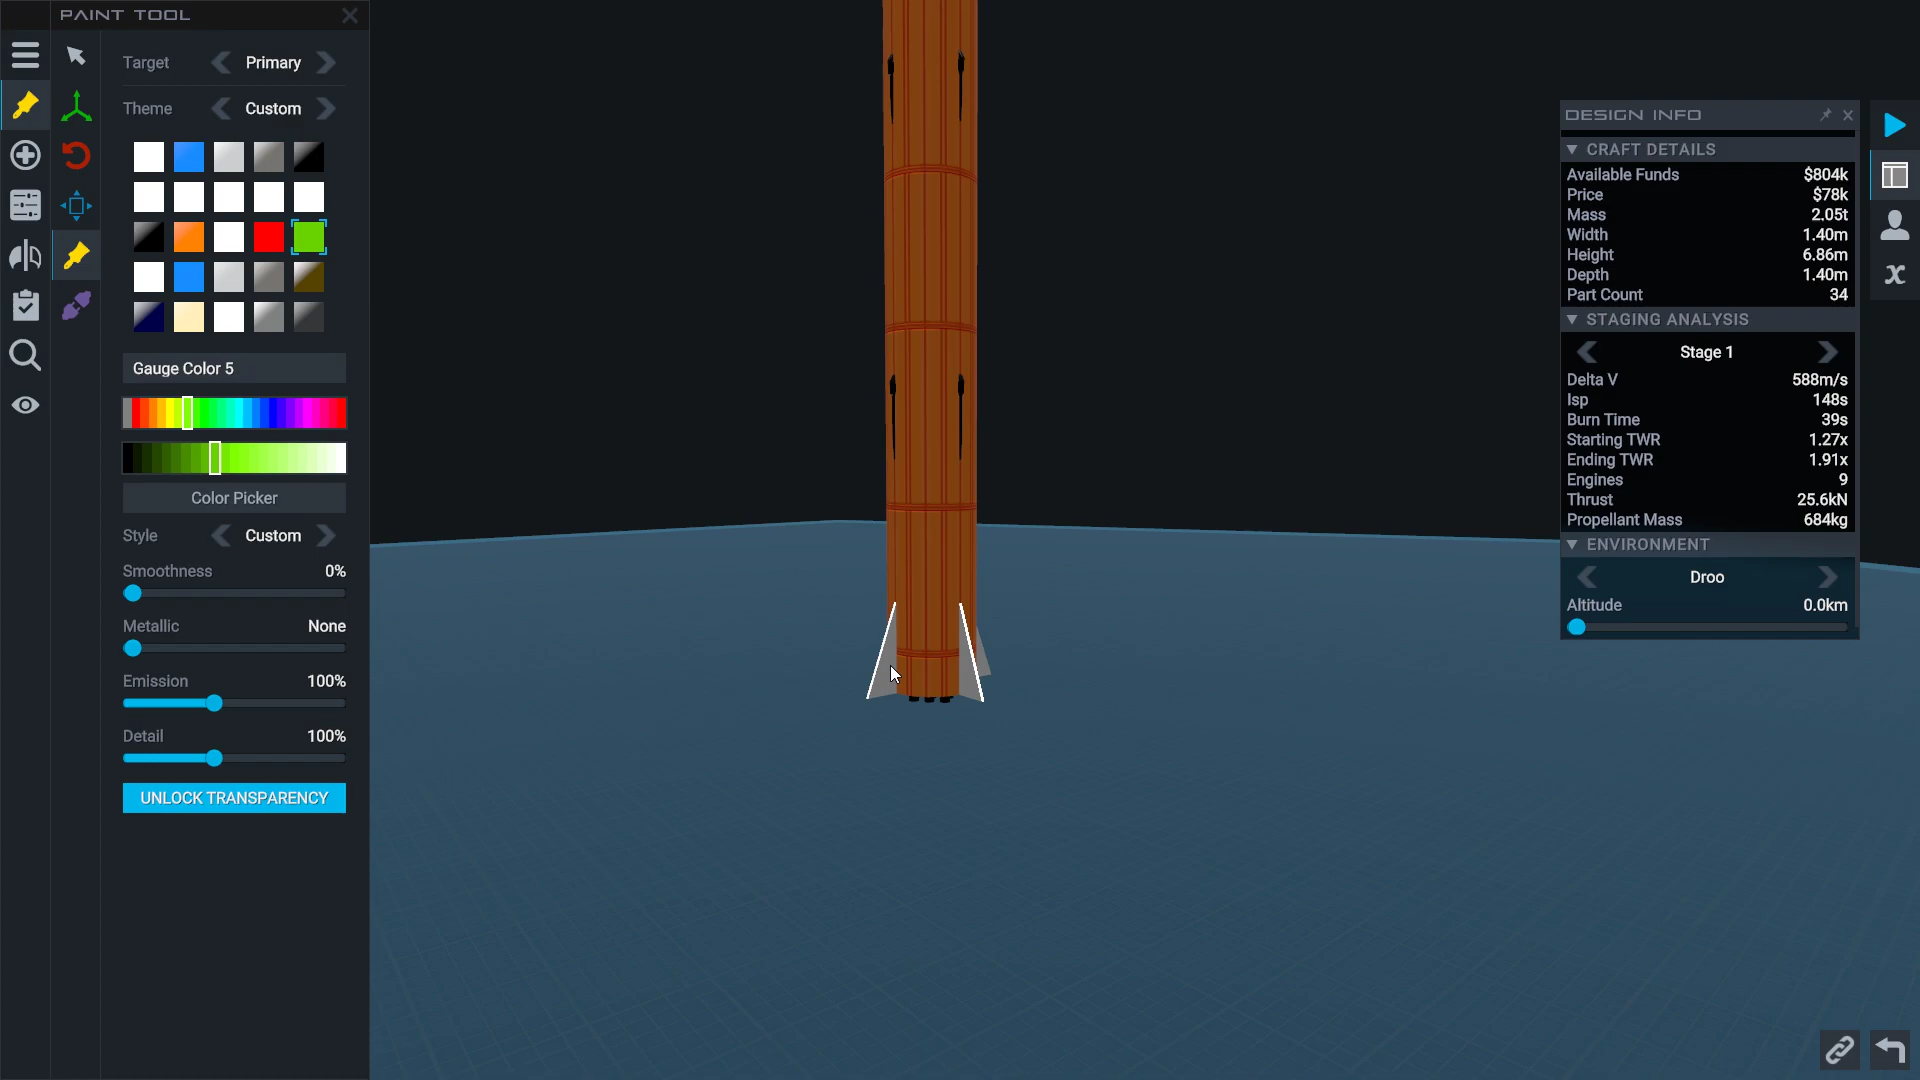 PAINT TOOL
Target Primary
Theme Custom
Gauge Color 5
Color Picker
Style Custom
Smoothness 0%
Metallic None
Emission 100%
Detail 100%
UNLOCK TRANSPARENCY
DESIGN INFO
CRAFT DETAILS
Available Funds $804k
Price $78k
Mass 2.05t
Width 1.40m
Height 6.86m
Depth 1.40m
Part Count 34
STAGING ANALYSIS
Stage 1
Delta V 588m/s
Isp 148s
Burn Time 39s
Starting TWR 1.27x
Ending TWR 1.91x
Engines 9
Thrust 25.6kN
Propellant Mass 684kg
ENVIRONMENT
Droo
Altitude 0.0km
x